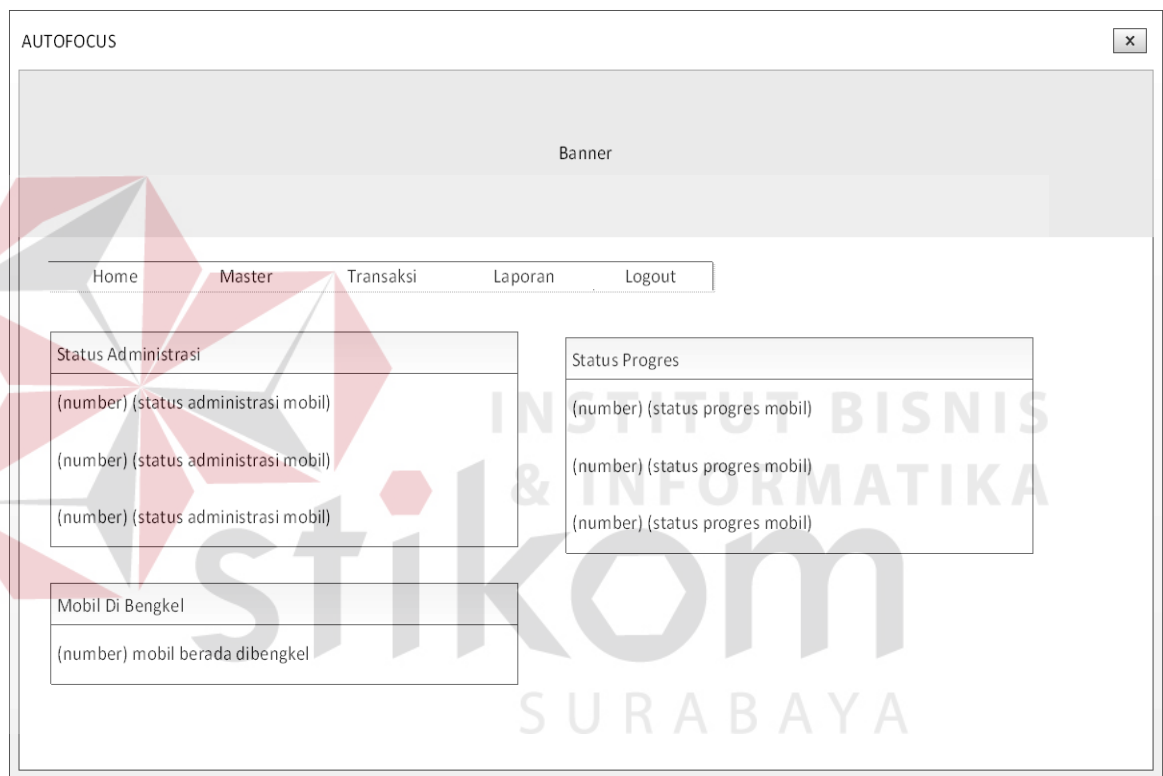 AUTOFOCUS
x
Banner
Home Master Transaksi Laporan Logout
Status Administrasi
(number) (status administrasi mobil)
(number) (status administrasi mobil)
(number) (status administrasi mobil)
Status Progres
(number) (status progres mobil)
(number) (status progres mobil)
(number) (status progres mobil)
Mobil Di Bengkel
(number) mobil berada dibengkel
INSTITUT BISNIS
& INFORMATIKA
stikom
SURABAYA